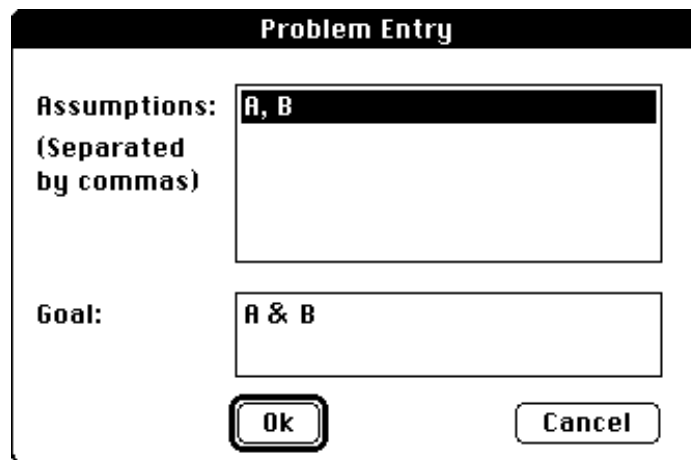 Problem Entry
Assumptions:
A, B
(Separated
by commas)
Goal:
A & B
Ok
Cancel